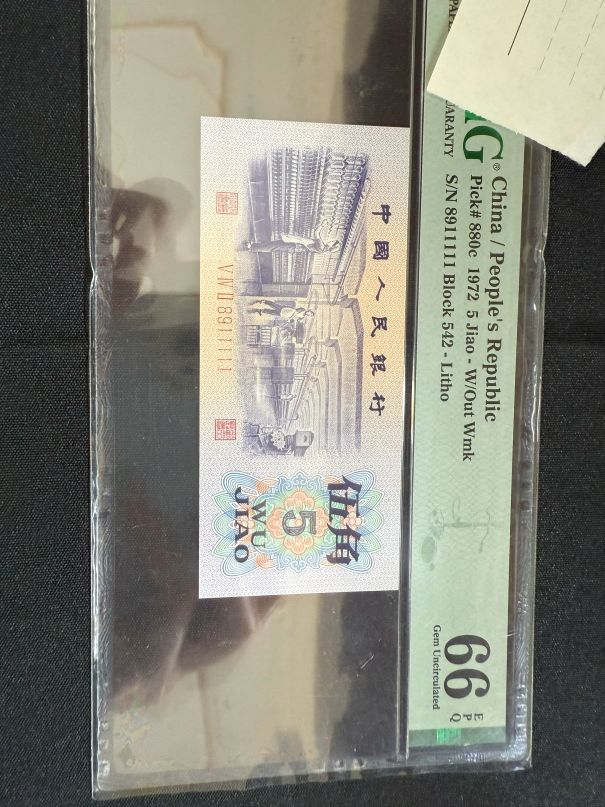 G®
China / People's Republic
Pick# 880c 1972 5 Jiao - W/Out Wmk
S/N 8911111 Block 542 - Litho
66 EPQ
Gem Uncirculated
中國人民銀行
伍角
5
WU
JIAO
VIVII 8911111